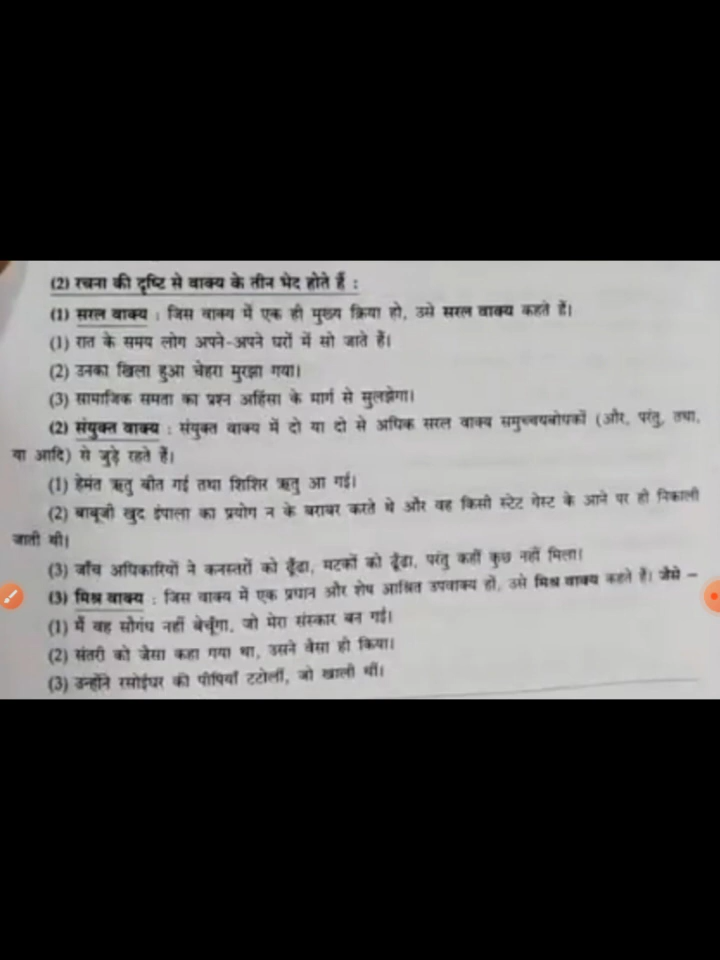 (2) रचना की दृष्टि से वाक्य के तीन भेद होते हैं :
(1) सरल वाक्य : जिस वाक्य में एक ही मुख्य क्रिया हो, उसे सरल वाक्य कहते हैं।
(1) रात के समय लोग अपने-अपने घरों में सो जाते हैं।
(2) उनका खिला हुआ चेहरा मुरझा गया।
(3) सामाजिक समता का प्रश्न अहिंसा के मार्ग से सुलझेगा।
(2) संयुक्त वाक्य : संयुक्त वाक्य में दो या दो से अधिक सरल वाक्य समुच्चयबोधकों (और, परंतु, तथा,
या आदि) से जुड़े रहते हैं।
(1) हेमंत ऋतु बीत गई तथा शिशिर ऋतु आ गई।
(2) बाबूजी खुद इंपाला का प्रयोग न के बराबर करते थे और वह किसी स्टेट गेस्ट के आने पर ही निकाली
जाती थी।
(3) जाँच अधिकारियों ने कनस्तरों को ढूँढा, मटकों को ढूँढा, परंतु कहीं कुछ नहीं मिला।
(3) मिश्र वाक्य : जिस वाक्य में एक प्रधान और शेष आश्रित उपवाक्य हों, उसे मिश्र वाक्य कहते हैं। जैसे –
(1) मैं वह सौगंध नहीं बेचूँगा, जो मेरा संस्कार बन गई।
(2) संतरी को जैसा कहा गया था, उसने वैसा ही किया।
(3) उन्होंने रसोईघर की पीपियाँ टटोलीं, जो खाली थीं।